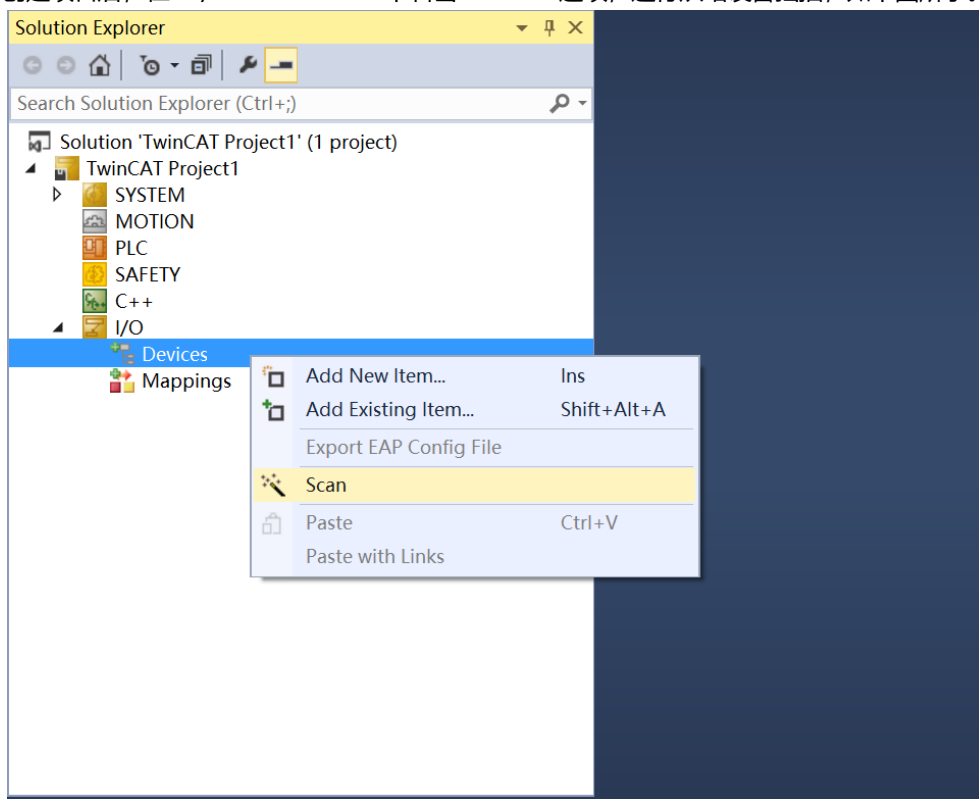 Solution Explorer
Search Solution Explorer (Ctrl+;)
Solution 'TwinCAT Project1' (1 project)
TwinCAT Project1
SYSTEM
MOTION
PLC
SAFETY
C++
I/O
Devices
Mappings
Add New Item... Ins
Add Existing Item... Shift+Alt+A
Export EAP Config File
Scan
Paste Ctrl+V
Paste with Links